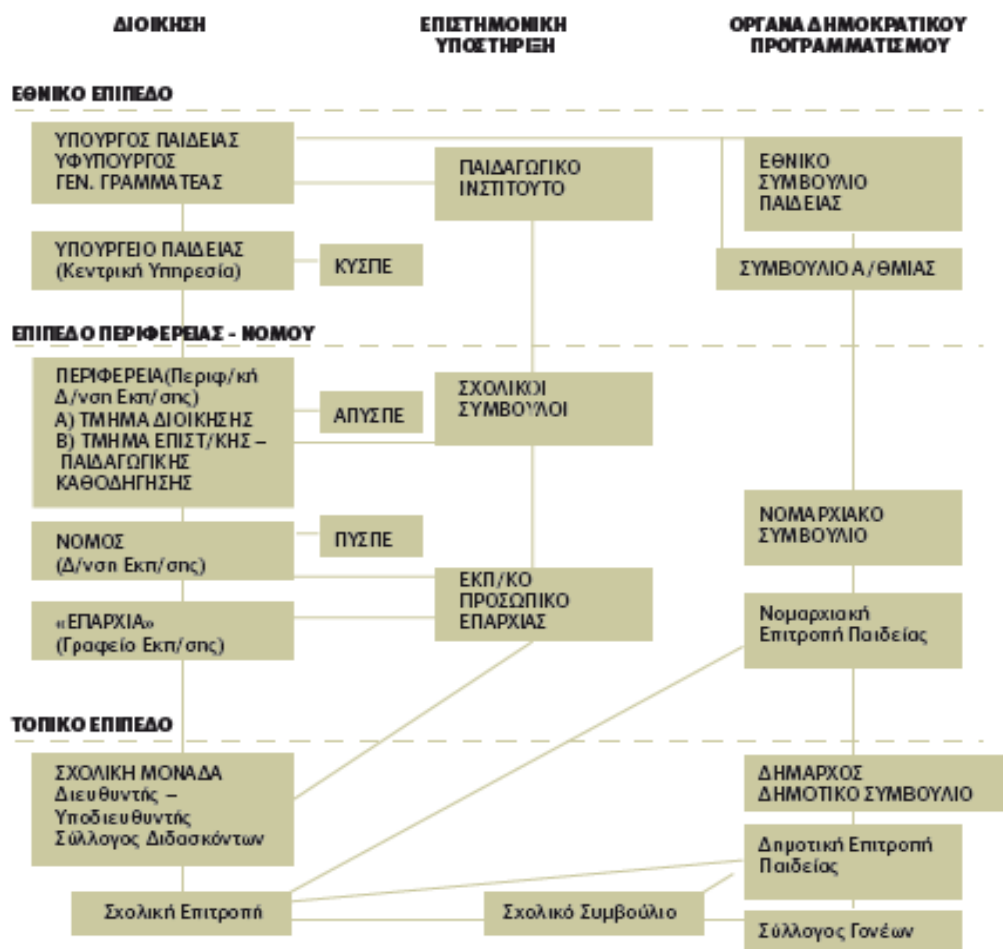 ΔΙΟΙΚΗΣΗ
ΕΠΙΣΤΗΜΟΝΙΚΗ
ΥΠΟΣΤΗΡΙΞΗ
ΟΡΓΑΝΑ ΔΗΜΟΚΡΑΤΙΚΟΥ
ΠΡΟΓΡΑΜΜΑΤΙΣΜΟΥ
ΕΘΝΙΚΟ ΕΠΙΠΕΔΟ
ΥΠΟΥΡΓΟΣ ΠΑΙΔΕΙΑΣ
ΥΦΥΠΟΥΡΓΟΣ
ΓΕΝ. ΓΡΑΜΜΑΤΕΑΣ
ΠΑΙΔΑΓΩΓΙΚΟ
ΙΝΣΤΙΤΟΥΤΟ
ΕΘΝΙΚΟ
ΣΥΜΒΟΥΛΙΟ
ΠΑΙΔΕΙΑΣ
ΥΠΟΥΡΓΕΙΟ ΠΑΙΔΕΙΑΣ
(Κεντρική Υπηρεσία)
ΚΥΣΠΕ
ΣΥΜΒΟΥΛΙΟ Α/ΘΜΙΑΣ
ΕΠΙΠΕΔΟ ΠΕΡΙΦΕΡΕΙΑΣ - ΝΟΜΟΥ
ΠΕΡΙΦΕΡΕΙΑ(Περιφ/κή
Δ/νση Εκπ/σης)
Α) ΤΜΗΜΑ ΔΙΟΙΚΗΣΗΣ
Β) ΤΜΗΜΑ ΕΠΙΣΤ/ΚΗΣ –
ΠΑΙΔΑΓΩΓΙΚΗΣ
ΚΑΘΟΔΗΓΗΣΗΣ
ΑΠΥΣΠΕ
ΣΧΟΛΙΚΟΙ
ΣΥΜΒΟΥΛΟΙ
ΝΟΜΟΣ
(Δ/νση Εκπ/σης)
ΠΥΣΠΕ
ΝΟΜΑΡΧΙΑΚΟ
ΣΥΜΒΟΥΛΙΟ
«ΕΠΑΡΧΙΑ»
(Γραφείο Εκπ/σης)
ΕΚΠ/ΚΟ
ΠΡΟΣΩΠΙΚΟ
ΕΠΑΡΧΙΑΣ
Νομαρχιακή
Επιτροπή Παιδείας
ΤΟΠΙΚΟ ΕΠΙΠΕΔΟ
ΣΧΟΛΙΚΗ ΜΟΝΑΔΑ
Διευθυντής –
Υποδιευθυντής
Σύλλογος Διδασκόντων
ΔΗΜΑΡΧΟΣ
ΔΗΜΟΤΙΚΟ ΣΥΜΒΟΥΛΙΟ
Δημοτική Επιτροπή
Παιδείας
Σχολική Επιτροπή
Σχολικό Συμβούλιο
Σύλλογος Γονέων